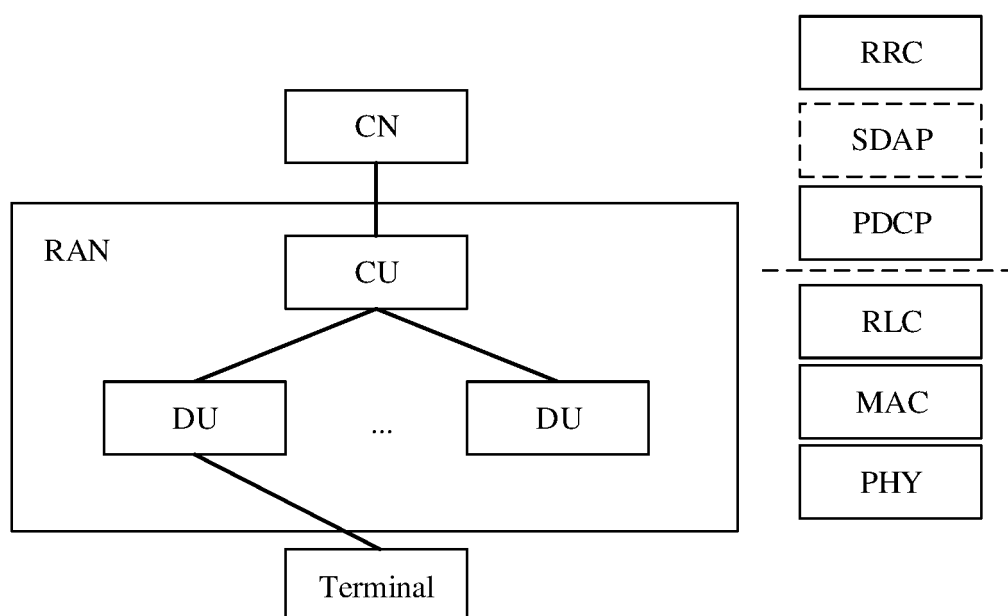 CN
RAN
CU
DU
...
DU
Terminal
RRC
SDAP
PDCP
RLC
MAC
PHY